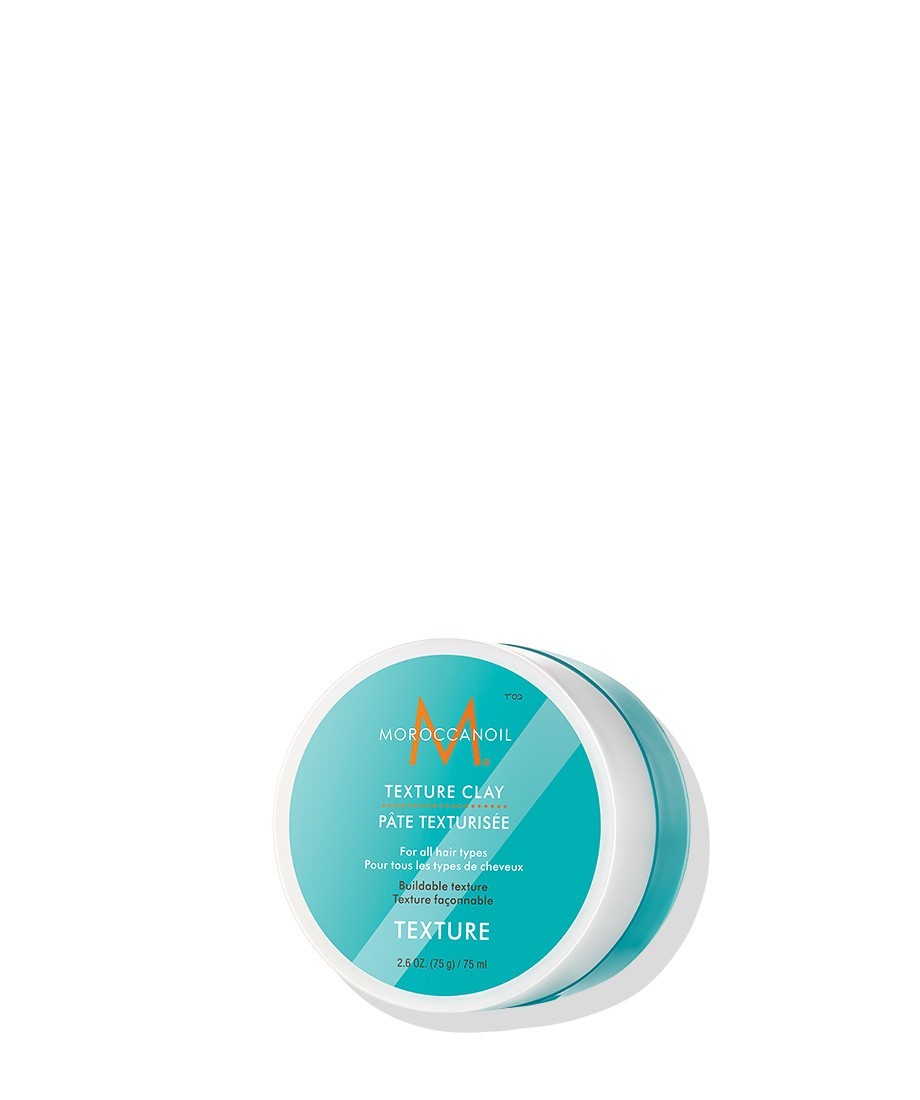 כס"ד
M
MOROCCANOIL®
TEXTURE CLAY
PÂTE TEXTURISÉE
For all hair types
Pour tous les types de cheveux
Buildable texture
Texture façonnable
TEXTURE
2.6 OZ. (75 g) / 75 ml